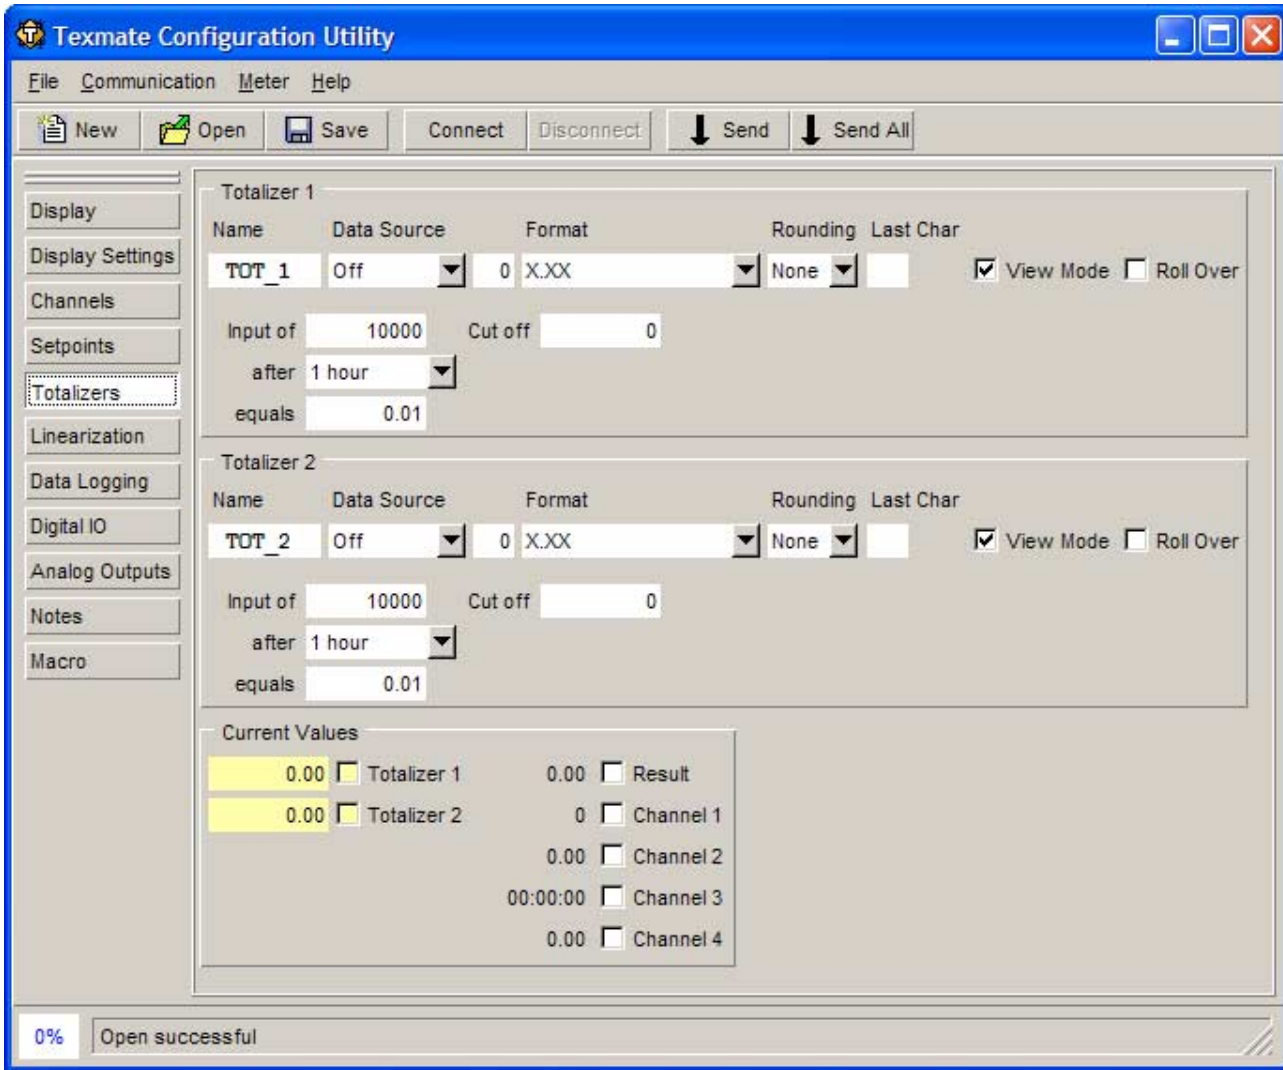 Texmate Configuration Utility
File Communication Meter Help
New Open Save Connect Disconnect Send Send All
Display
Display Settings
Channels
Setpoints
Totalizers
Linearization
Data Logging
Digital IO
Analog Outputs
Notes
Macro
Totalizer 1
Name Data Source Format Rounding Last Char
TOT_1 Off 0 X.XX None View Mode Roll Over
Input of 10000 Cut off 0
after 1 hour
equals 0.01
Totalizer 2
Name Data Source Format Rounding Last Char
TOT_2 Off 0 X.XX None View Mode Roll Over
Input of 10000 Cut off 0
after 1 hour
equals 0.01
Current Values
0.00 Totalizer 1 0.00 Result
0.00 Totalizer 2 0 Channel 1
0.00 Channel 2
00:00:00 Channel 3
0.00 Channel 4
0% Open successful